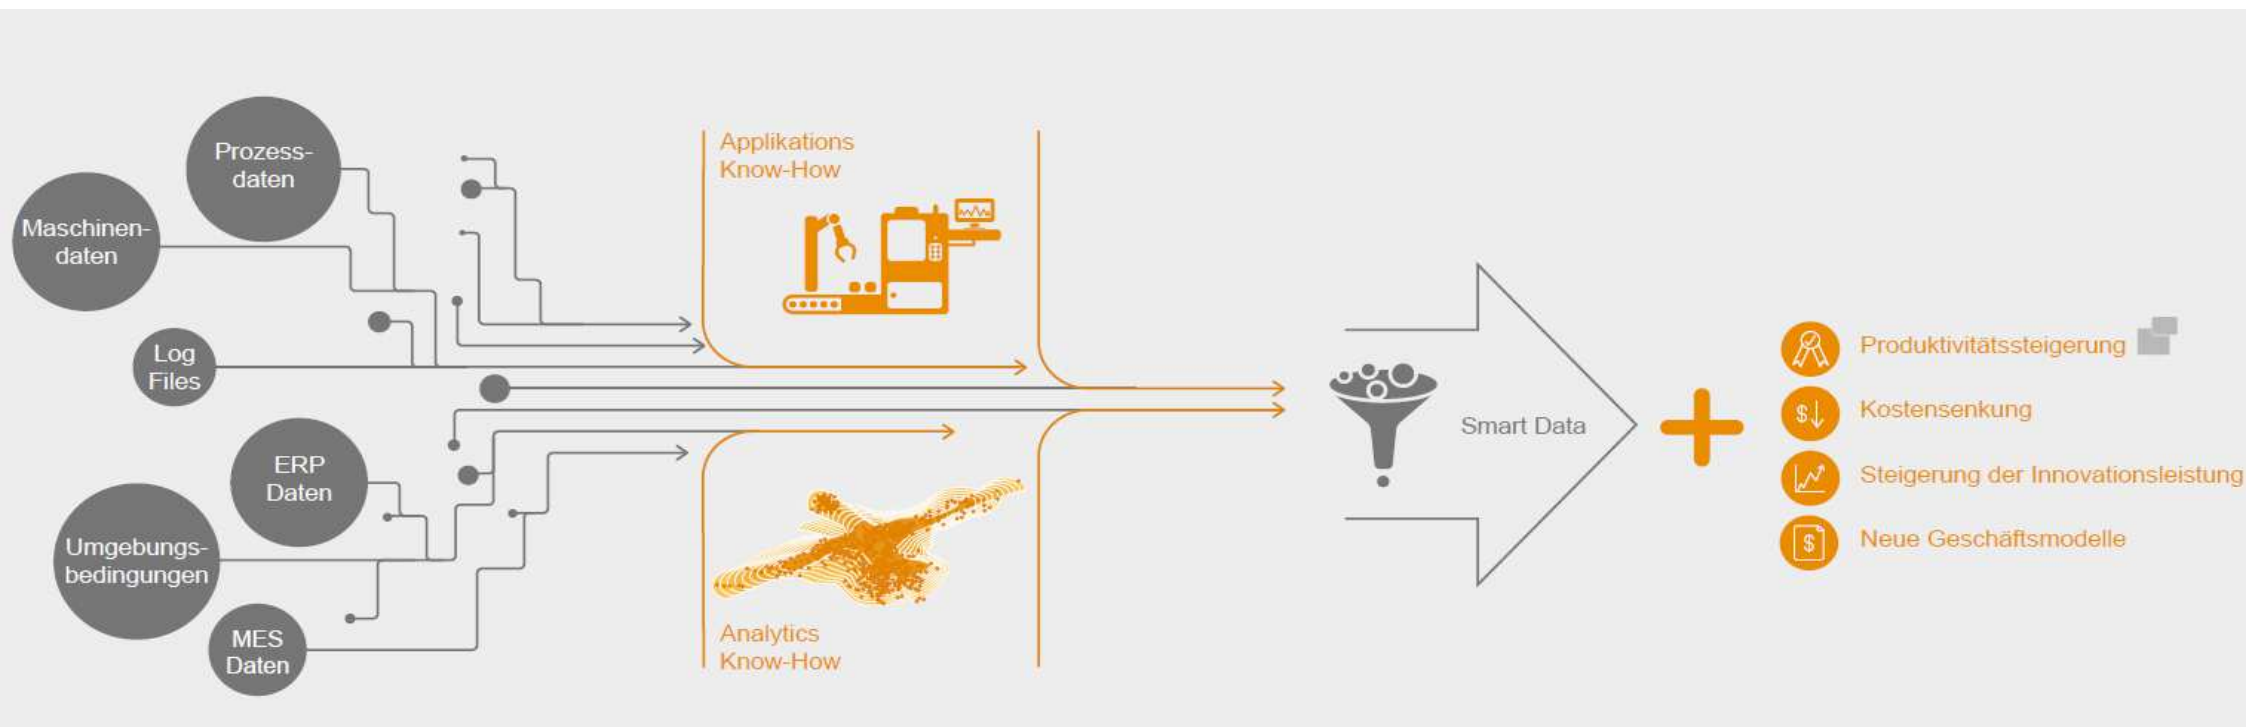 Prozess-
daten
Maschinen-
daten
Log
Files
ERP
Daten
Umgebungs-
bedingungen
MES
Daten
Applikations
Know-How
Analytics
Know-How
Smart Data
Produktivitätssteigerung
$ Kostensenkung
Steigerung der Innovationsleistung
$ Neue Geschäftsmodelle